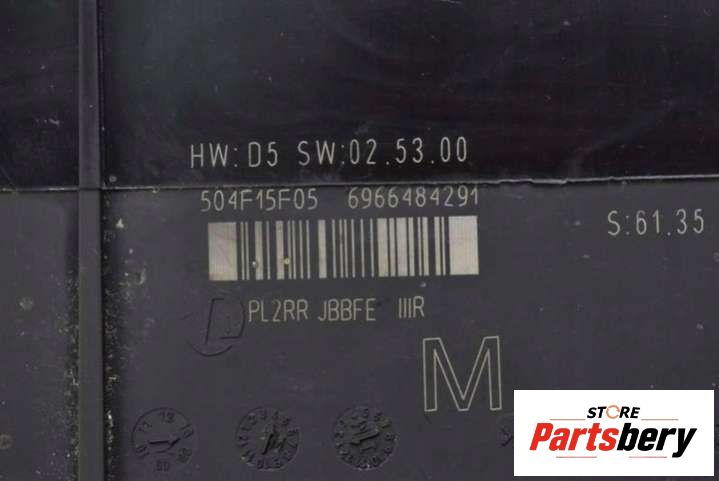 HW:D5 SW:02.53.00
504F15F05 6966484291
S:61.35
PL2RR JBBFE IIIR
M
STORE
Partsbery